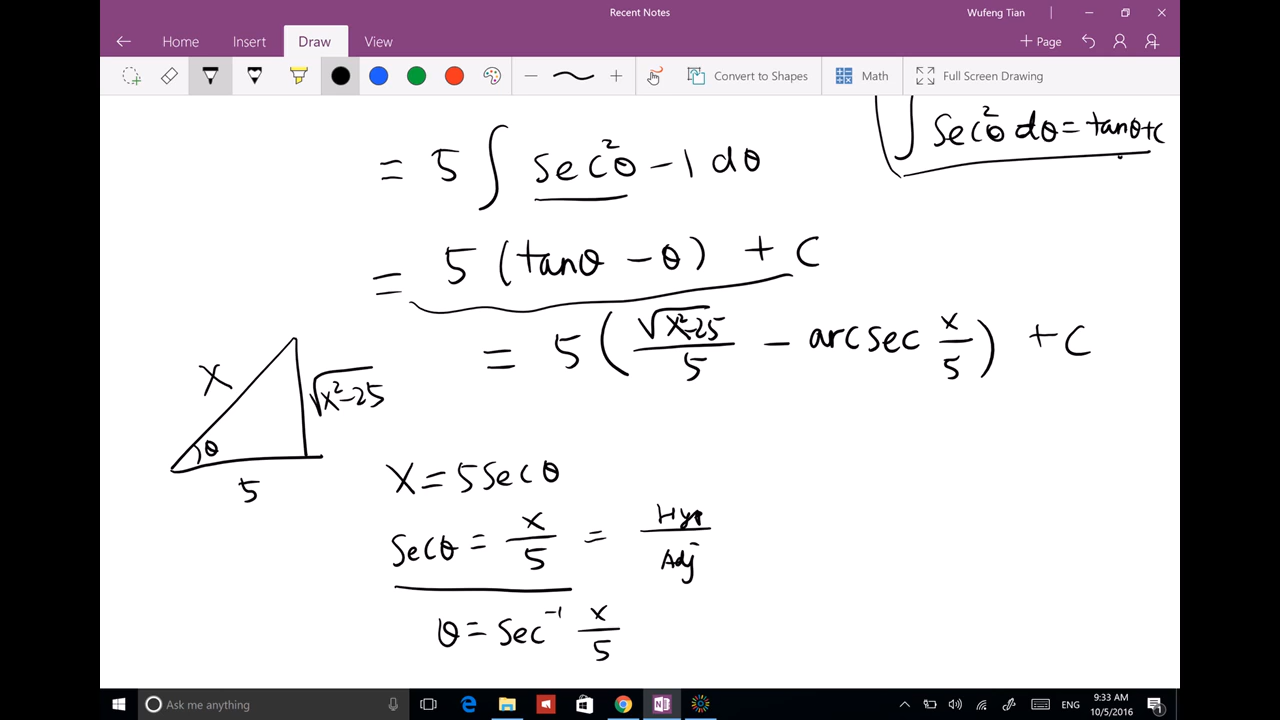 Recent Notes
Wufeng Tian
Home Insert Draw View
Page
Convert to Shapes Math Full Screen Drawing
∫ Sec²θ dθ = tanθ+C
= 5 ∫ Sec²θ − 1 dθ
= 5 (tanθ − θ) + C
= 5 ( √x²−25 / 5 − arcsec x/5 ) + C
X
√x²−25
θ
5
X = 5 Sec θ
Secθ = x/5 = Hyp/Adj
θ = Sec⁻¹ x/5
Ask me anything
ENG
9:33 AM
10/5/2016
1